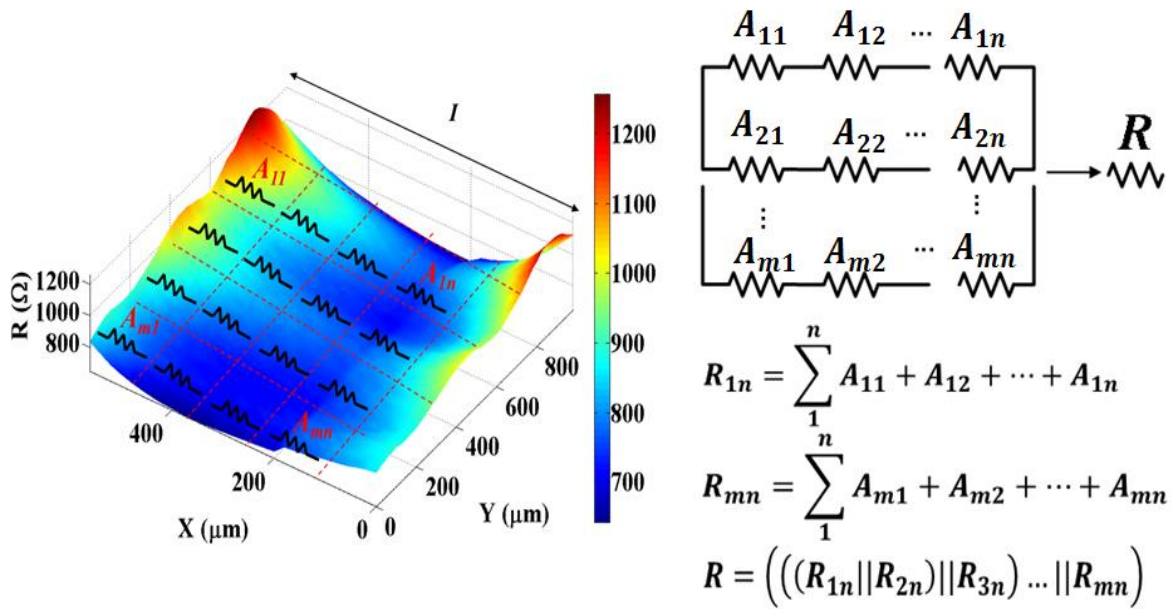 I
A11
A1n
Am1
Amn
R (Ω)
1200
1000
800
400
200
0
X (μm)
0
200
400
600
800
Y (μm)
1200
1100
1000
900
800
700
A11 A12 ... A1n
A21 A22 ... A2n
R
⋮ ⋮
Am1 Am2 ... Amn
R1n = ∑ n 1 A11 + A12 + ⋯ + A1n
Rmn = ∑ n 1 Am1 + Am2 + ⋯ + Amn
R = (((R1n||R2n)||R3n) ... ||Rmn)